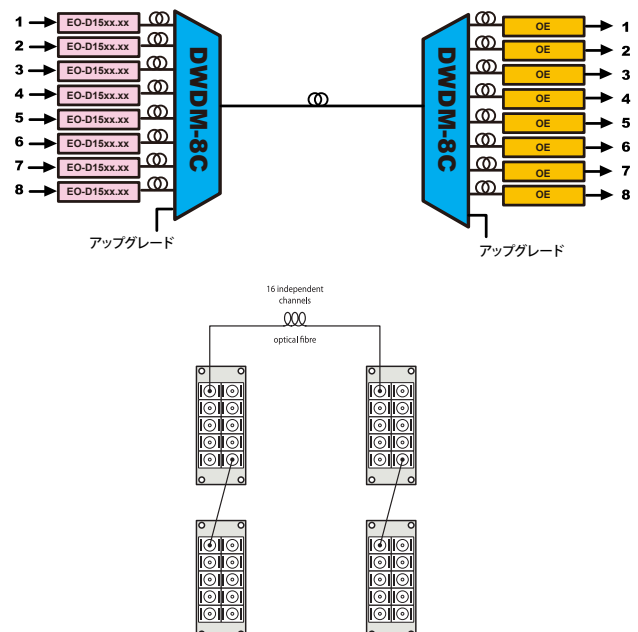 1 EO-D15xx.xx
2 EO-D15xx.xx
3 EO-D15xx.xx
4 EO-D15xx.xx
5 EO-D15xx.xx
6 EO-D15xx.xx
7 EO-D15xx.xx
8 EO-D15xx.xx
DWDM-8C
アップグレード
DWDM-8C
OE 1
OE 2
OE 3
OE 4
OE 5
OE 6
OE 7
OE 8
アップグレード
16 independent
channels
optical fibre